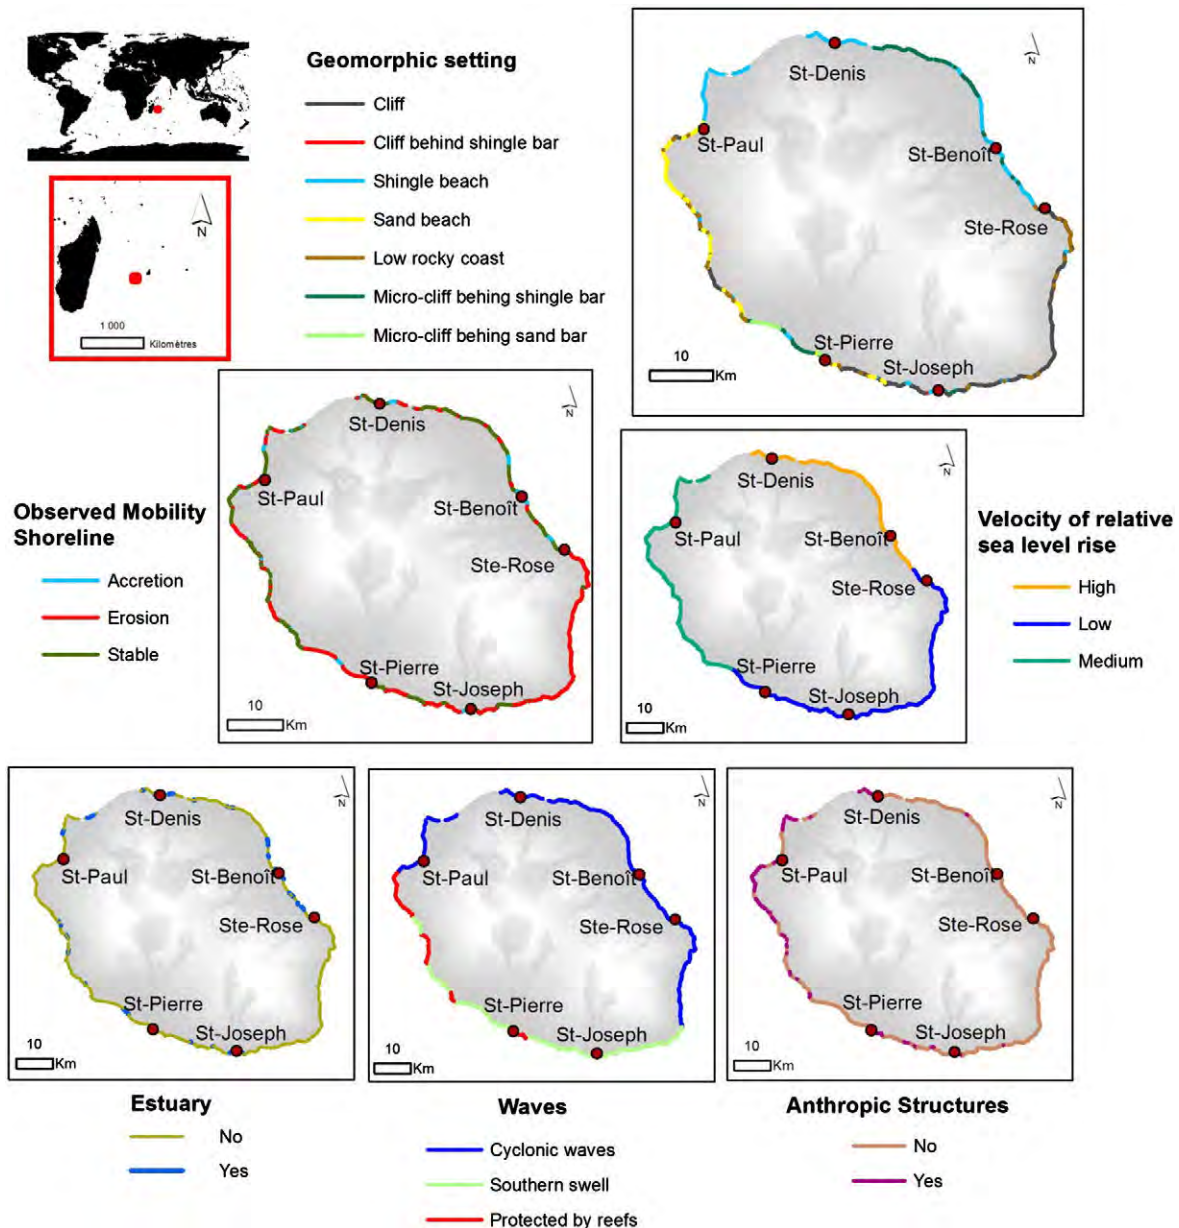 Geomorphic setting
Cliff
Cliff behind shingle bar
Shingle beach
Sand beach
Low rocky coast
Micro-cliff behing shingle bar
Micro-cliff behing sand bar
N
1 000
Kilomètres
N
St-Denis
St-Paul
St-Benoît
Ste-Rose
St-Pierre
St-Joseph
10
Km
Observed Mobility
Shoreline
Accretion
Erosion
Stable
N
St-Denis
St-Paul
St-Benoît
Ste-Rose
St-Pierre
St-Joseph
10
Km
N
St-Denis
St-Paul
St-Benoît
Ste-Rose
St-Pierre
St-Joseph
10
Km
Velocity of relative
sea level rise
High
Low
Medium
N
St-Denis
St-Paul
St-Benoît
Ste-Rose
St-Pierre
St-Joseph
10
Km
Estuary
No
Yes
N
St-Denis
St-Paul
St-Benoît
Ste-Rose
St-Pierre
St-Joseph
10
Km
Waves
Cyclonic waves
Southern swell
Protected by reefs
N
St-Denis
St-Paul
St-Benoît
Ste-Rose
St-Pierre
St-Joseph
10
Km
Anthropic Structures
No
Yes